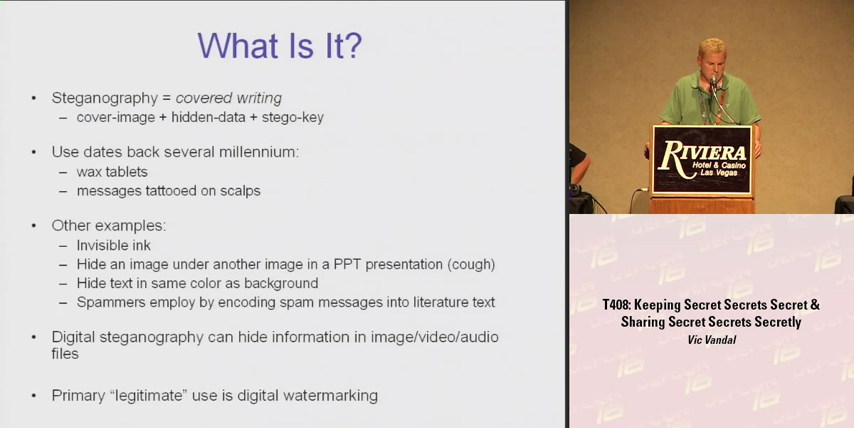 What Is It?
• Steganography = covered writing
– cover-image + hidden-data + stego-key
• Use dates back several millennium:
– wax tablets
– messages tattooed on scalps
• Other examples:
– Invisible ink
– Hide an image under another image in a PPT presentation (cough)
– Hide text in same color as background
– Spammers employ by encoding spam messages into literature text
• Digital steganography can hide information in image/video/audio
files
• Primary “legitimate” use is digital watermarking
RIVIERA
Hotel & Casino
Las Vegas
T408: Keeping Secret Secrets Secret &
Sharing Secret Secrets Secretly
Vic Vandal